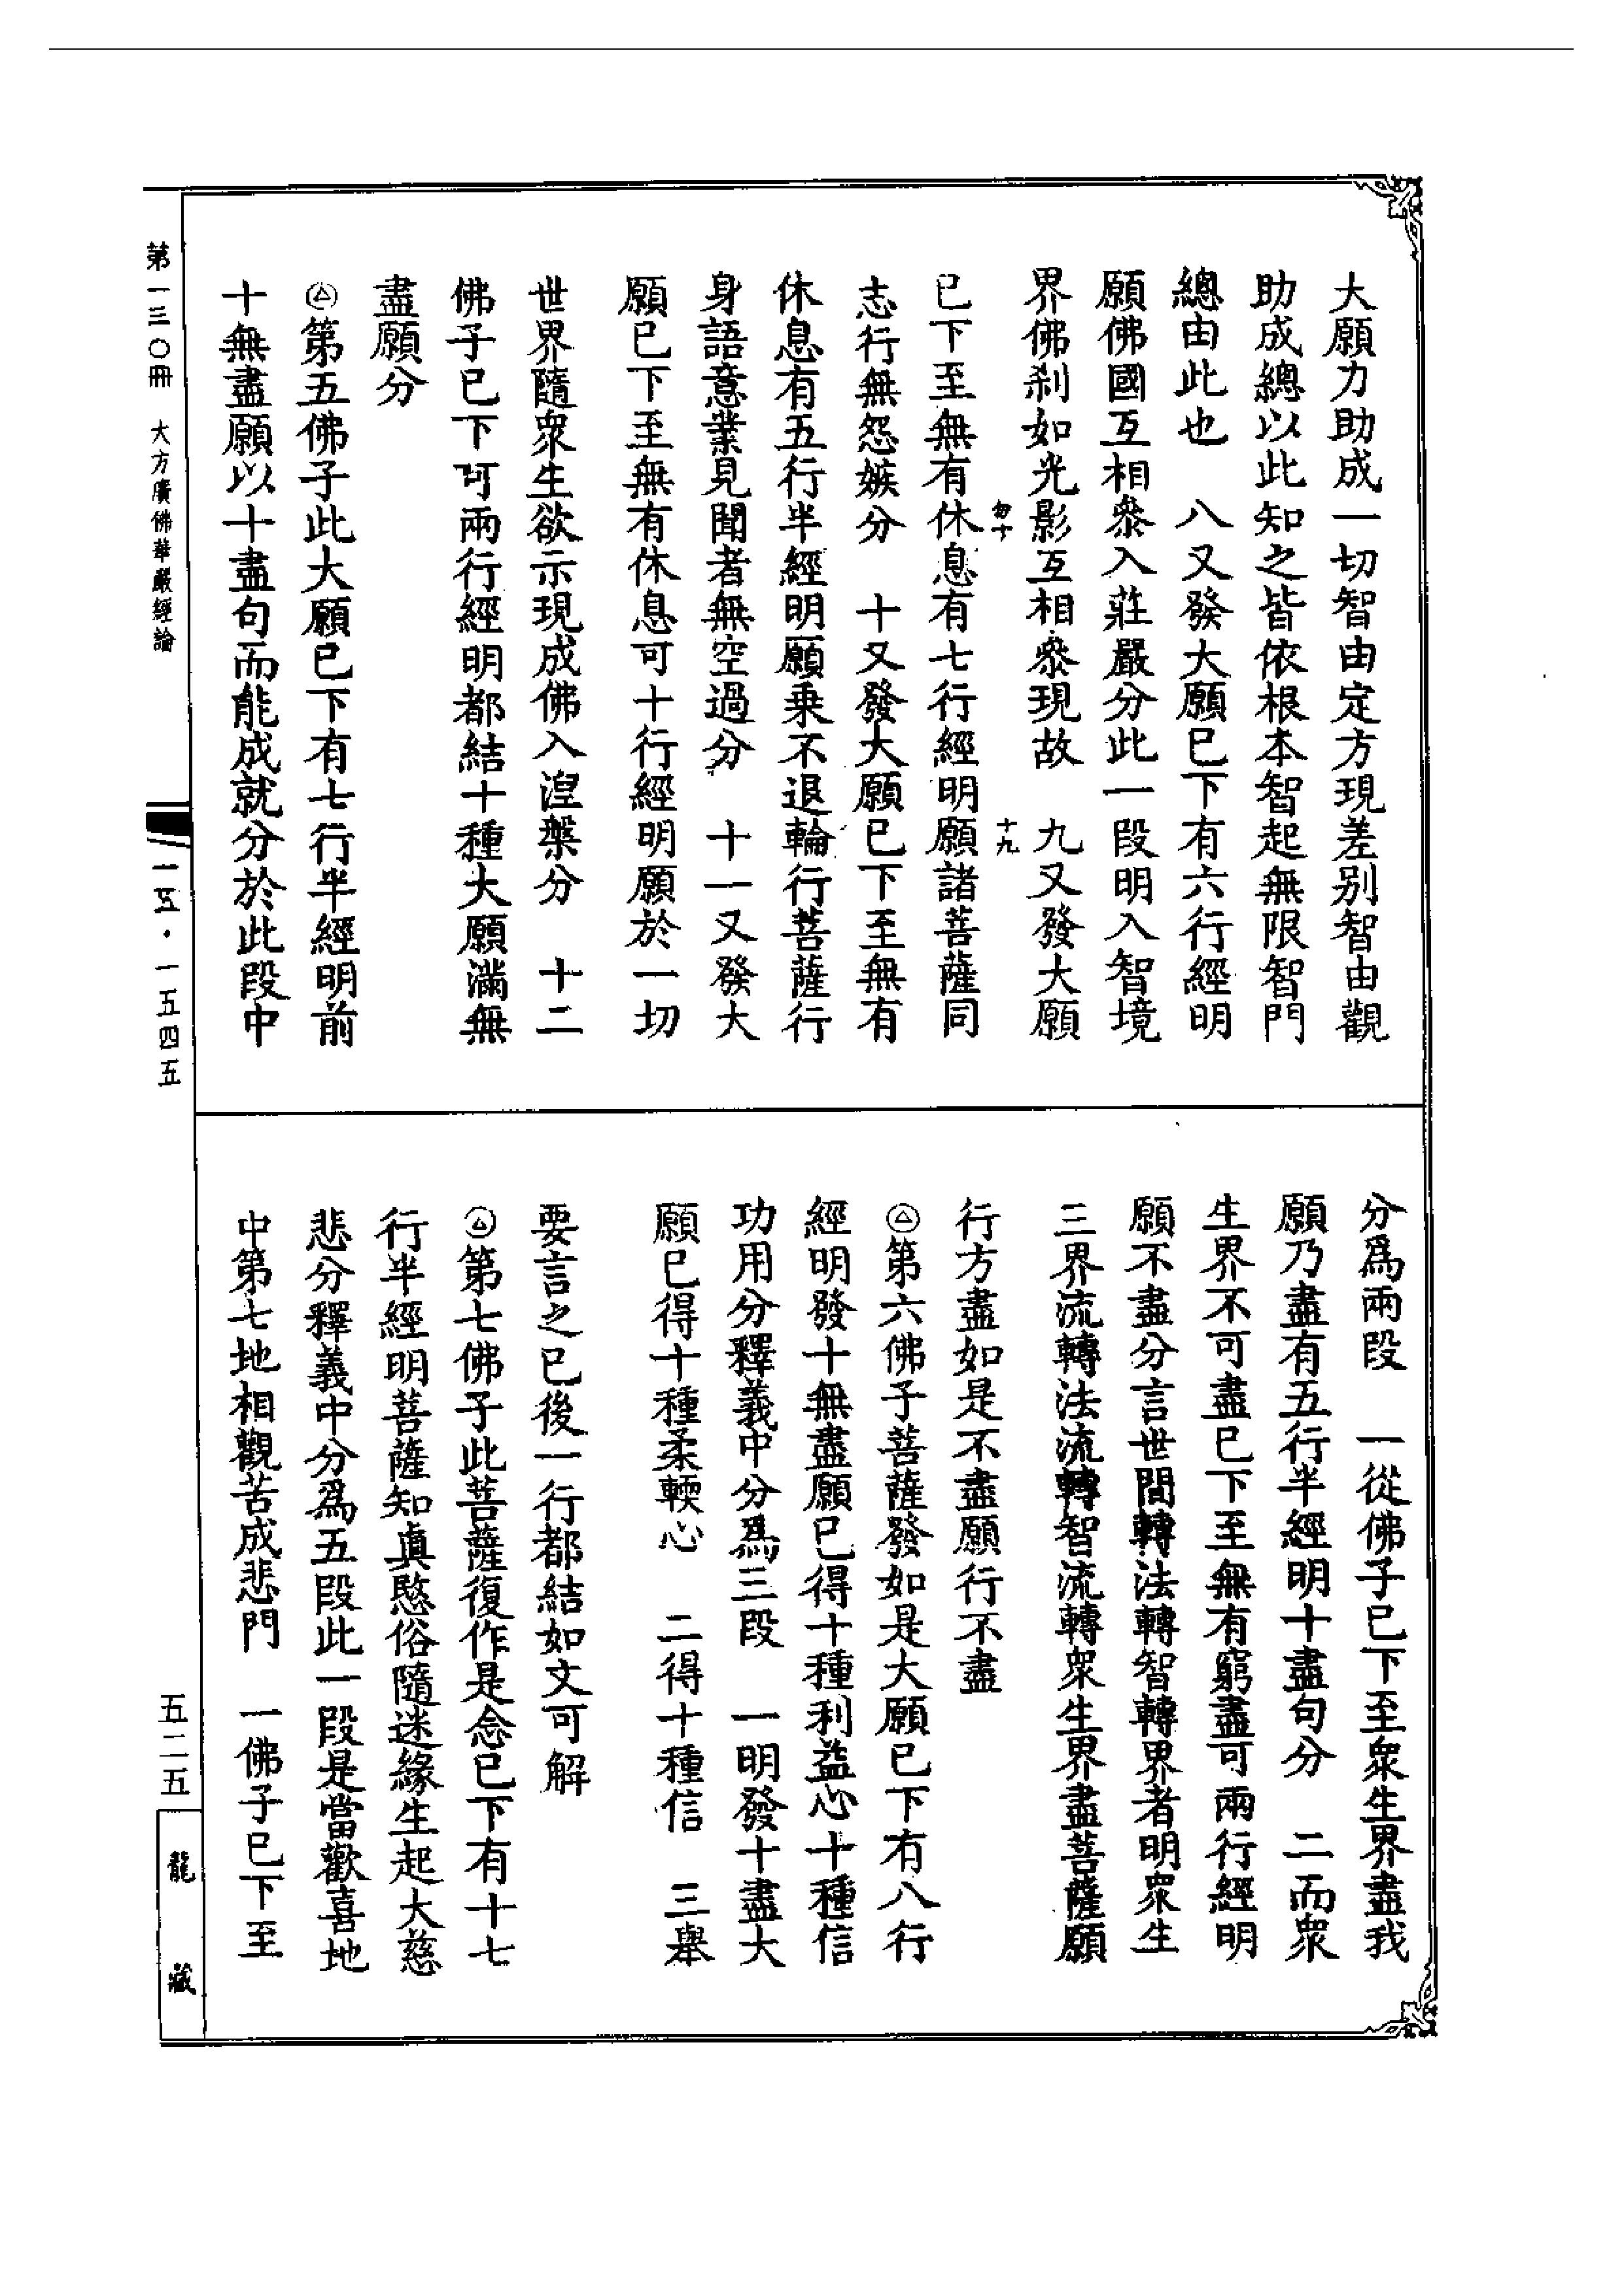 大願力助成一切智由定方現差别智由觀
助成總以此知之皆依根本智起無限智門
總由此也　八又發大願已下有六行經明
願佛國互相叅入莊嚴分此一段明入智境
界佛刹如光影互相叅現故　九又發大願
已下至無有休息有七行經明願諸菩薩同
志行無怨嫉分　十又發大願已下至無有
休息有五行半經明願乗不退輪行菩薩行
身語意業見聞者無空過分　十一又發大
願已下至無有休息可十行經明願於一切
世界隨衆生欲示現成佛入涅槃分　十二
佛子已下可兩行經明都結十種大願滿無
盡願分
第五佛子此大願已下有七行半經明前
十無盡願以十盡句而能成就分於此段中
分爲兩段　一從佛子已下至衆生界盡我
願乃盡有五行半經明十盡句分　二而衆
生界不可盡已下至無有窮盡可兩行經明
願不盡分言世間轉法轉智轉界者明衆生
三界流轉法流轉智流轉衆生界盡菩薩願
行方盡如是不盡願行不盡
第六佛子菩薩發如是大願已下有八行
經明發十無盡願已得十種利益心十種信
功用分釋義中分爲三段　一明發十盡大
願已得十種柔輭心　二得十種信　三舉
要言之已後一行都結如文可解
第七佛子此菩薩復作是念已下有十七
行半經明菩薩知眞愍俗隨迷緣生起大慈
悲分釋義中分爲五段此一段是當歡喜地
中第七地相觀苦成悲門　一佛子已下至
十九
第一三〇冊　大方廣佛華嚴經論
一五·一五四五
五二五
龍藏